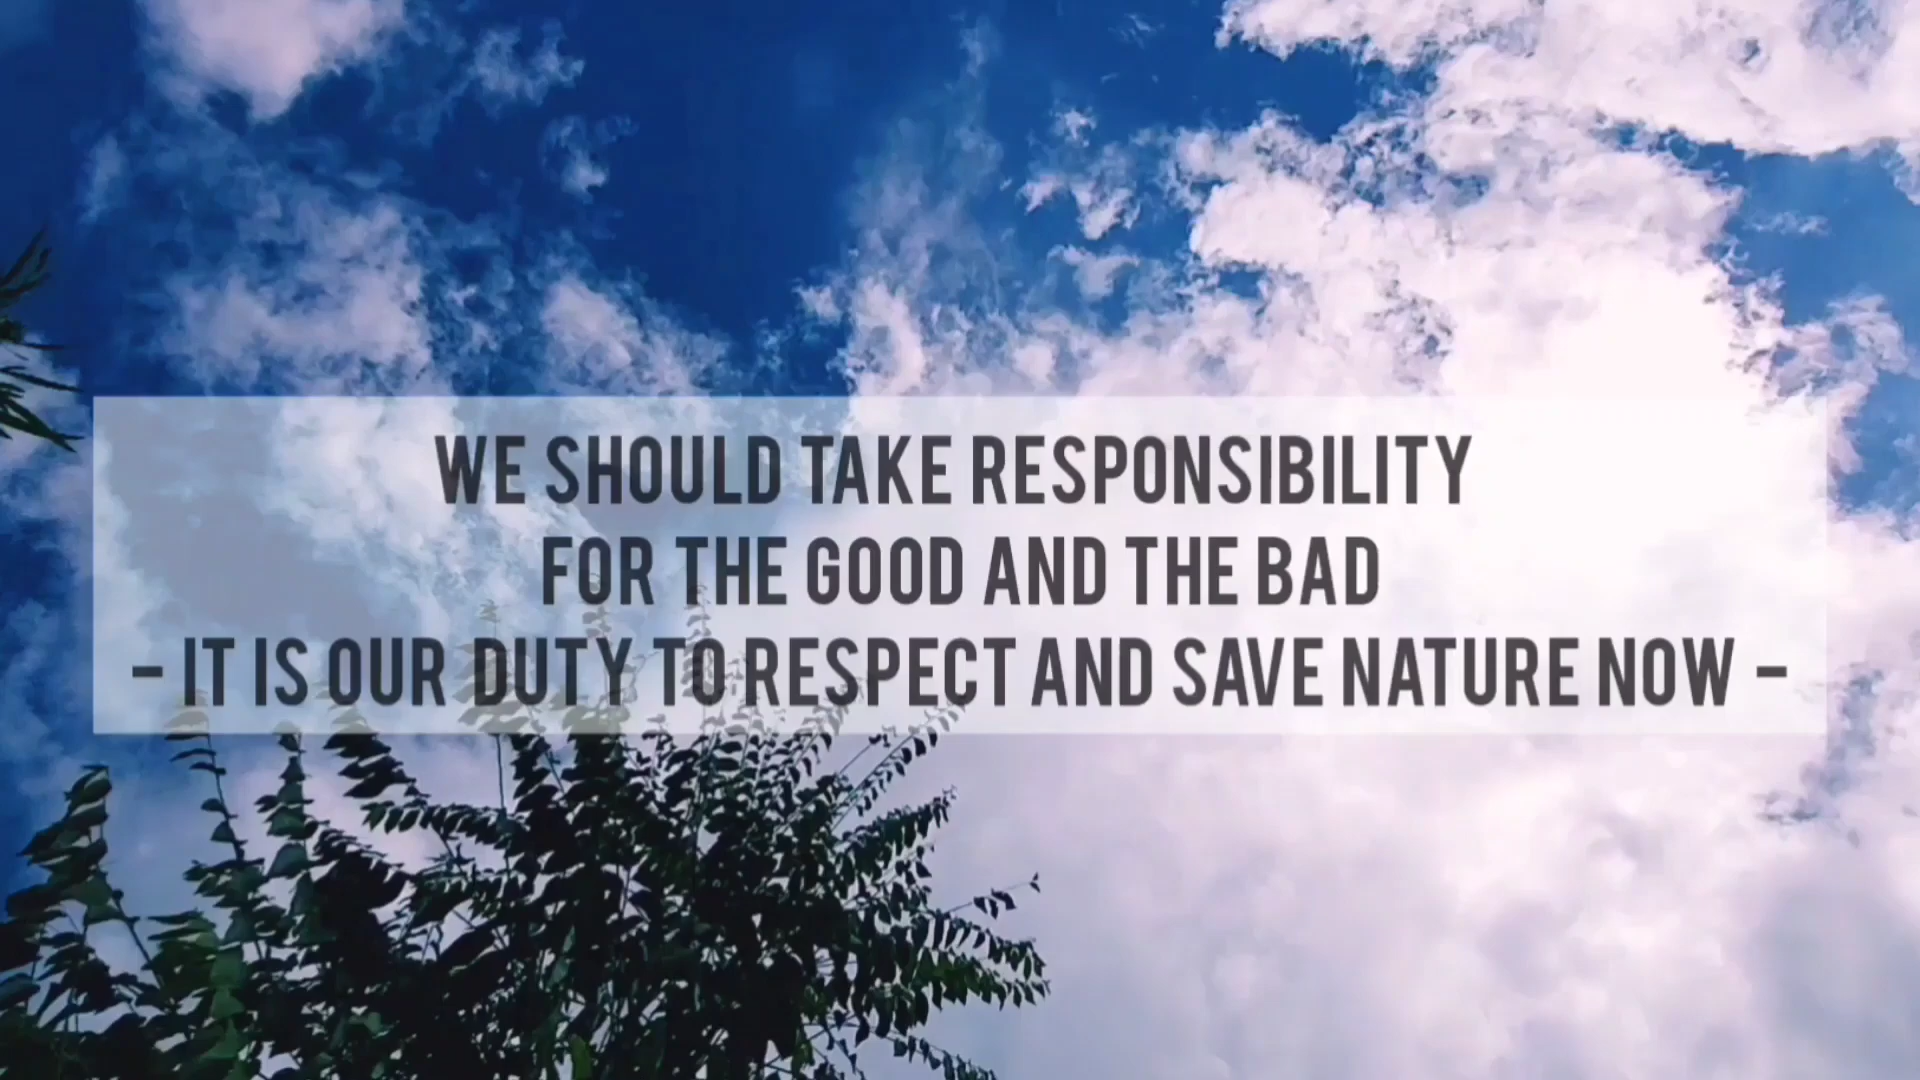 WE SHOULD TAKE RESPONSIBILITY
FOR THE GOOD AND THE BAD
- IT IS OUR DUTY TO RESPECT AND SAVE NATURE NOW -